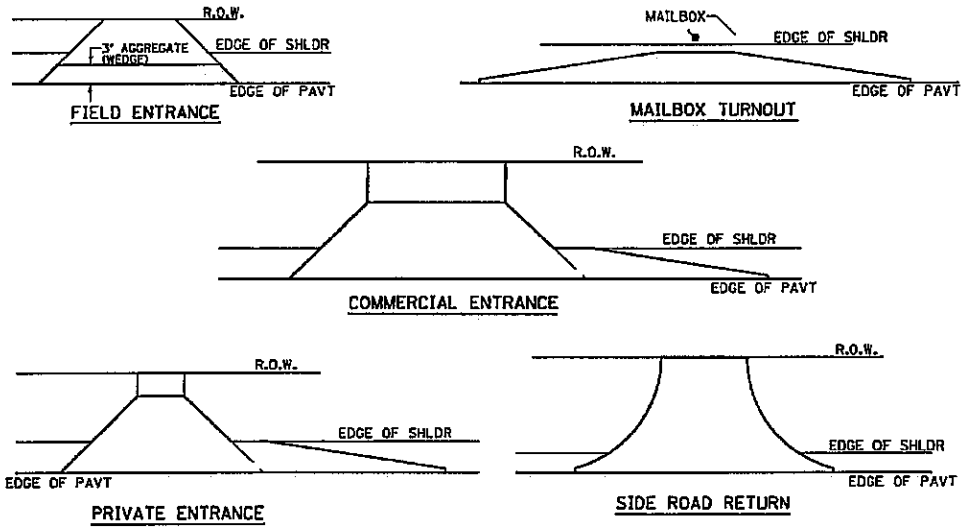 R.O.W.
3' AGGREGATE
(WEDGE)
EDGE OF SHLDR
EDGE OF PAVT
FIELD ENTRANCE
MAILBOX
EDGE OF SHLDR
EDGE OF PAVT
MAILBOX TURNOUT
R.O.W.
EDGE OF SHLDR
EDGE OF PAVT
COMMERCIAL ENTRANCE
R.O.W.
EDGE OF SHLDR
EDGE OF PAVT
PRIVATE ENTRANCE
R.O.W.
EDGE OF SHLDR
EDGE OF PAVT
SIDE ROAD RETURN